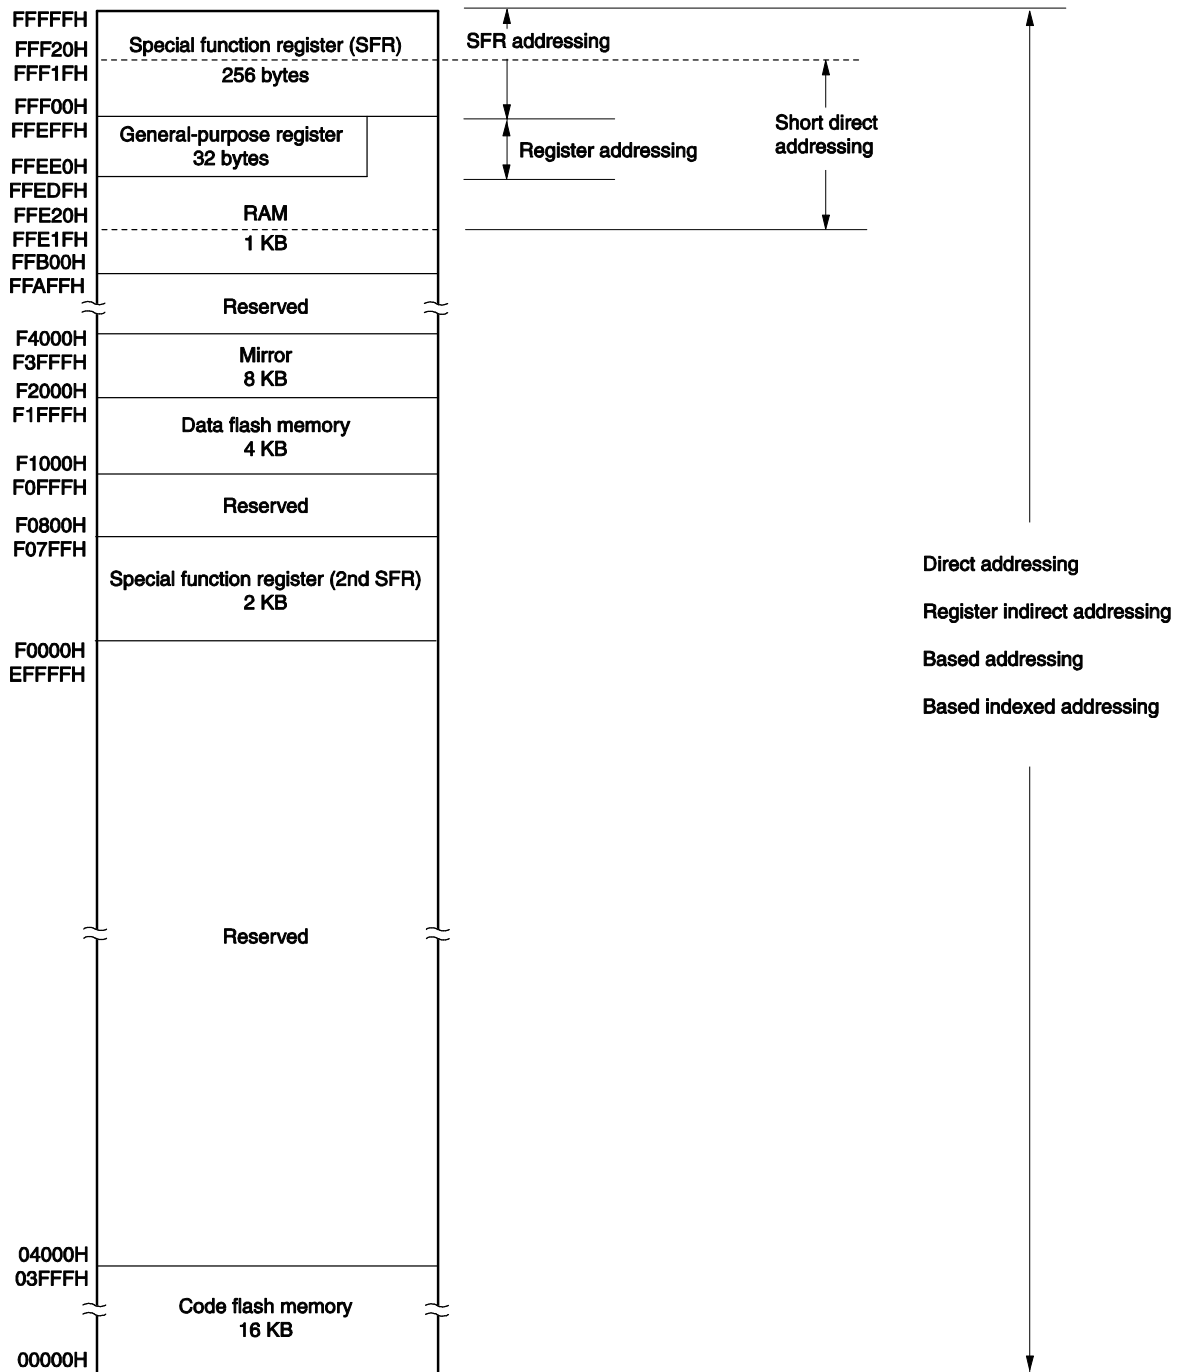 FFFFFH
FFF20H
FFF1FH
FFF00H
FFEFFH
FFEE0H
FFEDFH
FFE20H
FFE1FH
FFB00H
FFAFFH
F4000H
F3FFFH
F2000H
F1FFFH
F1000H
F0FFFH
F0800H
F07FFH
F0000H
EFFFFH
04000H
03FFFH
00000H
Special function register (SFR)
256 bytes
General-purpose register
32 bytes
RAM
1 KB
Reserved
Mirror
8 KB
Data flash memory
4 KB
Reserved
Special function register (2nd SFR)
2 KB
Reserved
Code flash memory
16 KB
SFR addressing
Register addressing
Short direct
addressing
Direct addressing
Register indirect addressing
Based addressing
Based indexed addressing